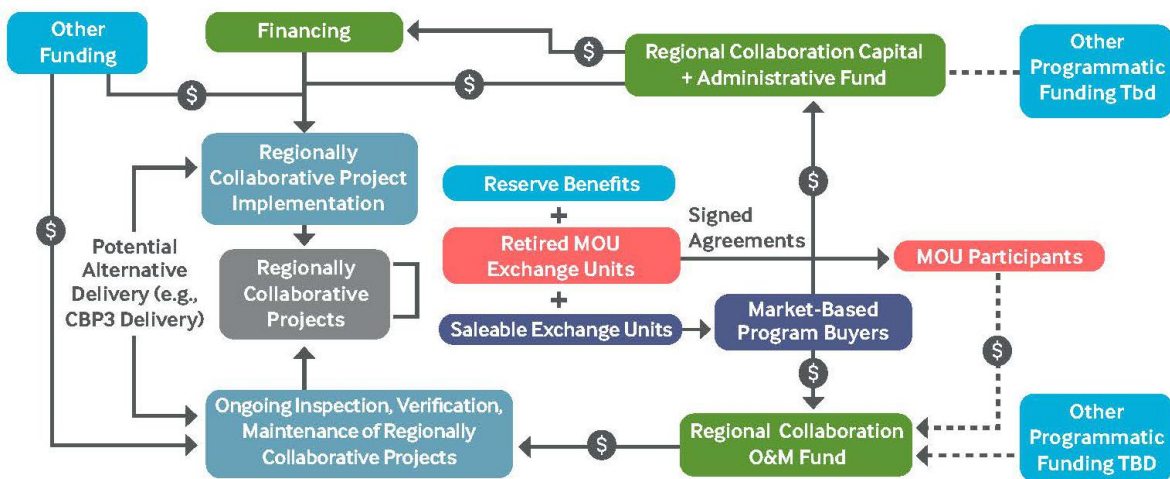 Other
Funding
Financing
Regional Collaboration Capital
+ Administrative Fund
Other
Programmatic
Funding Tbd
$
$
$
Regionally
Collaborative Project
Implementation
Reserve Benefits
+
Retired MOU
Exchange Units
+
Saleable Exchange Units
Signed
Agreements
$
MOU Participants
Market-Based
Program Buyers
$
Potential
Alternative
Delivery (e.g.,
CBP3 Delivery)
Regionally
Collaborative
Projects
$
$
Ongoing Inspection, Verification,
Maintenance of Regionally
Collaborative Projects
$
Regional Collaboration
O&M Fund
Other
Programmatic
Funding TBD